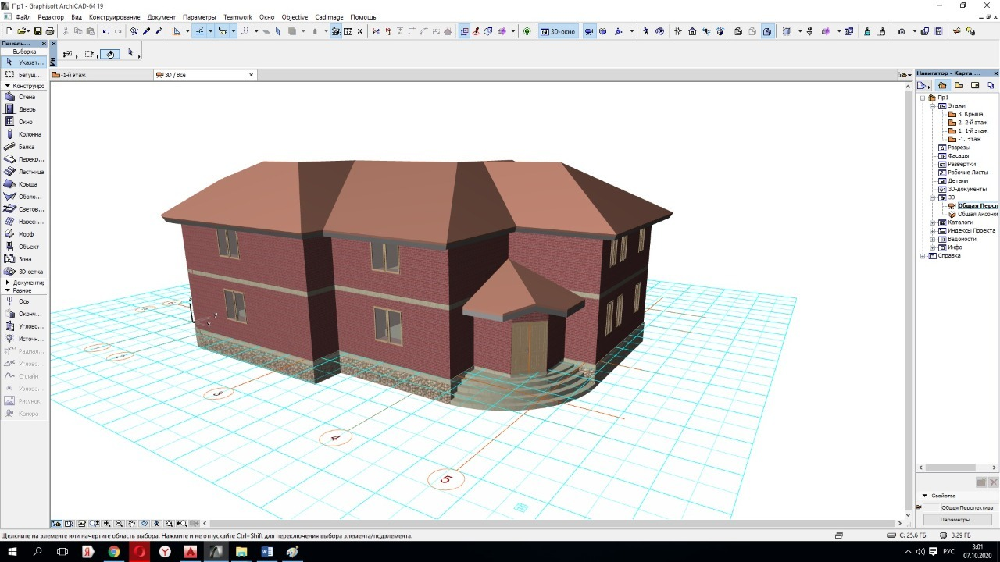 Пр1 - Graphisoft ArchiCAD-64 19
Файл Редактор Вид Конструирование Документ Параметры Teamwork Окно Objective Cadimage Помощь
3D-окно
Панель...
Выборка
Указат...
Бегущ...
Конструирс
Стена
Дверь
Окно
Колонна
Балка
Перекр...
Лестница
Крыша
Оболо...
Светов...
Навесн...
Морф
Объект
Зона
3D-сетка
Документи
Разное
Ось
Оконч...
Углово...
Источн...
Радиал...
Углова...
Сплайн
Узлова...
Рисунок
Камера
-1-й этаж
3D / Все
3
4
5
Навигатор - Карта ...
Пр1
Этажи
3. Крыша
2. 2-й этаж
1. 1-й этаж
-1. Этаж
Разрезы
Фасады
Развертки
Рабочие Листы
Детали
3D-документы
3D
Общая Персп
Общая Аксоно
Каталоги
Индексы Проекта
Ведомости
Инфо
Справка
Свойства
Общая Перспектива
Параметры...
Щелкните на элементе или начертите область выбора. Нажмите и не отпускайте Ctrl+Shift для переключения выбора элемента/подэлемента.
C: 25.6 ГБ
3.29 ГБ
РУС
3:01
07.10.2020